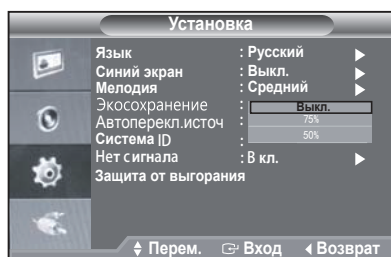 Установка
Язык : Русский
Синий экран : Выкл.
Мелодия : Средний
Экосохранение : Выкл.
Автоперекл.источ : 75%
Система ID 50%
Нет сигнала : В кл.
Защита от выгорания
Перем. Вход Возврат